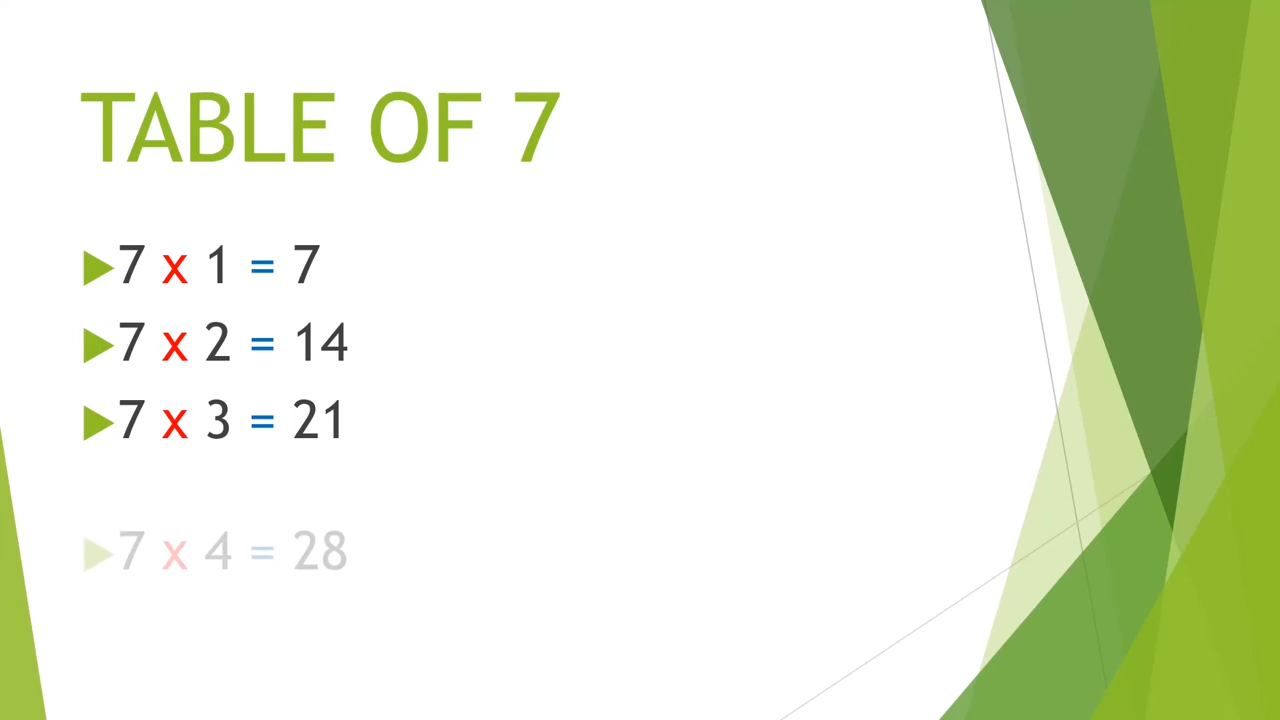 TABLE OF 7
7 x 1 = 7
7 x 2 = 14
7 x 3 = 21
7 x 4 = 28